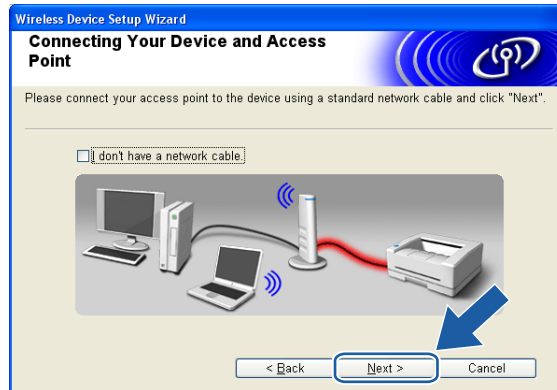 Wireless Device Setup Wizard
Connecting Your Device and Access
Point
Please connect your access point to the device using a standard network cable and click "Next".
I don't have a network cable.
< Back Next > Cancel